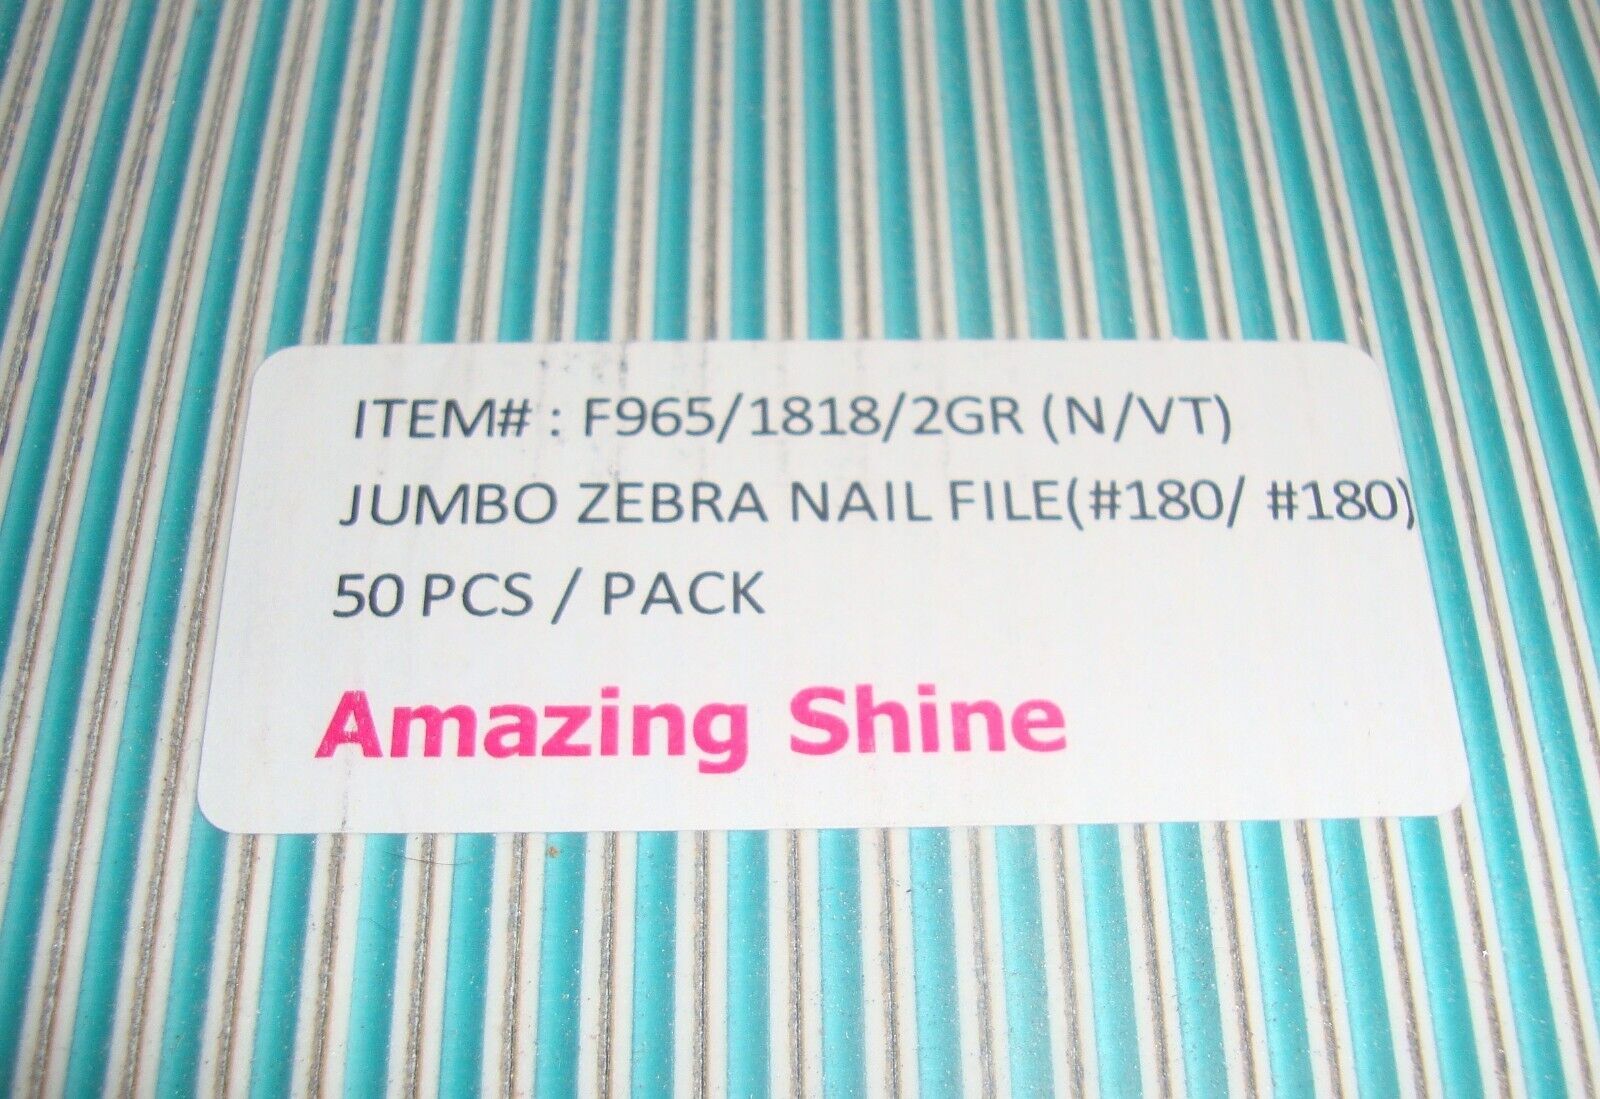 ITEM# : F965/1818/2GR (N/VT)
JUMBO ZEBRA NAIL FILE(#180/ #180)
50 PCS / PACK
Amazing Shine